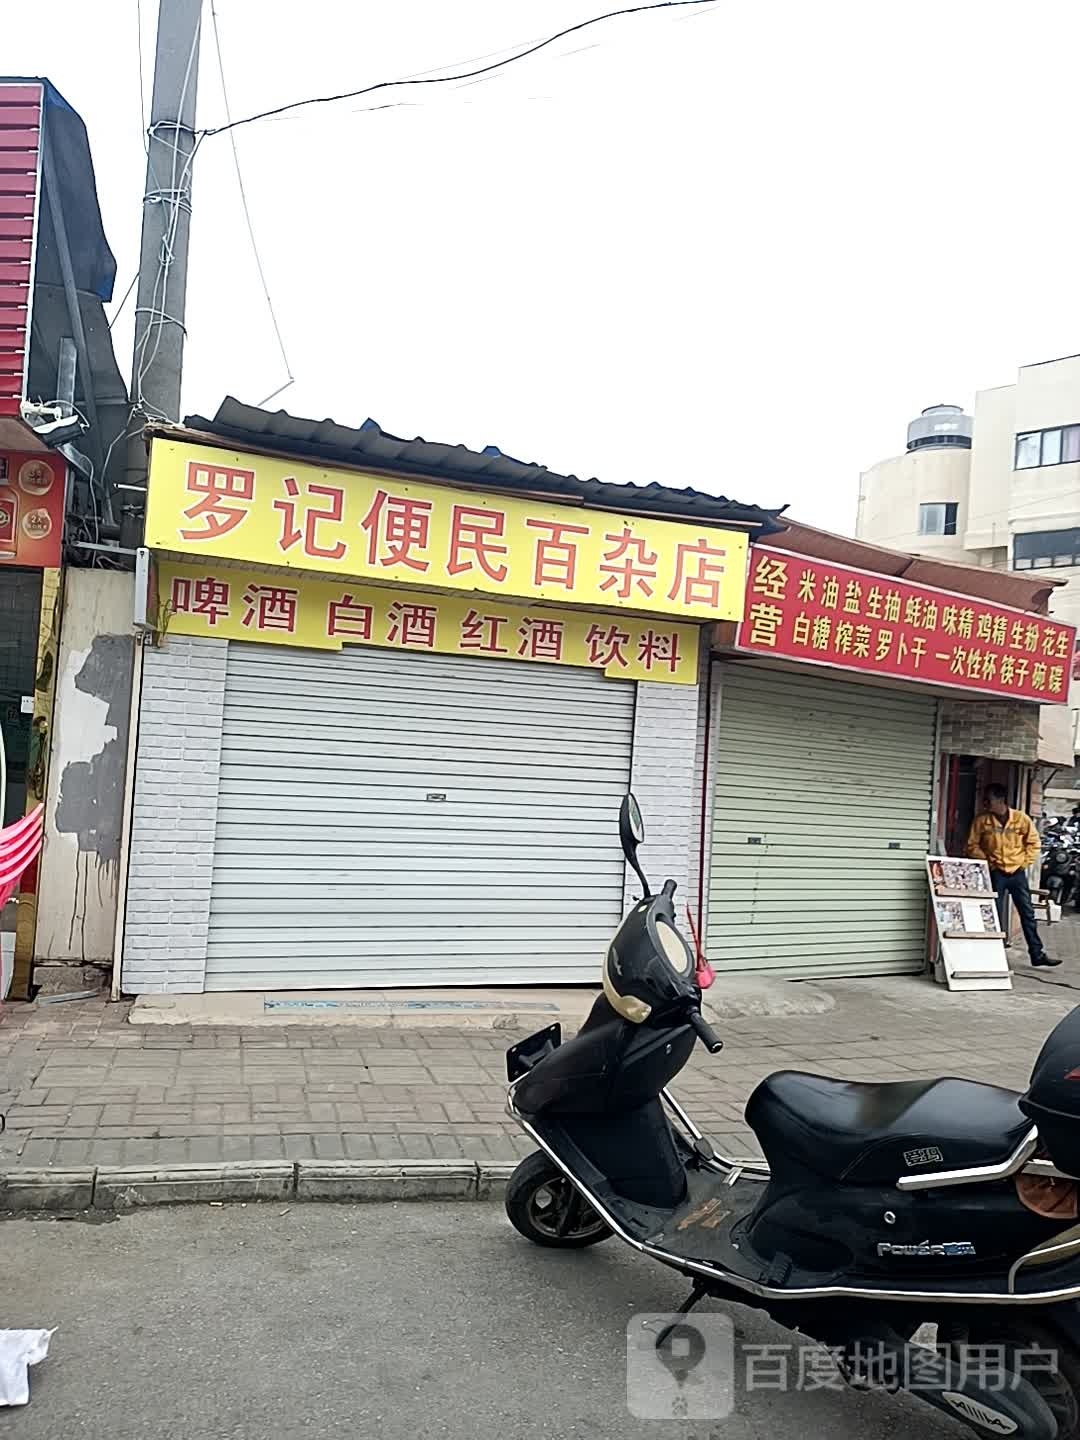 罗记便民百杂店
啤酒 白酒 红酒 饮料
经营
米 油 盐 生抽 蚝油 味精 鸡精 生粉 花生
白糖 榨菜 罗卜干 一次性杯 筷子 碗 碟
POWER
百度地图用户